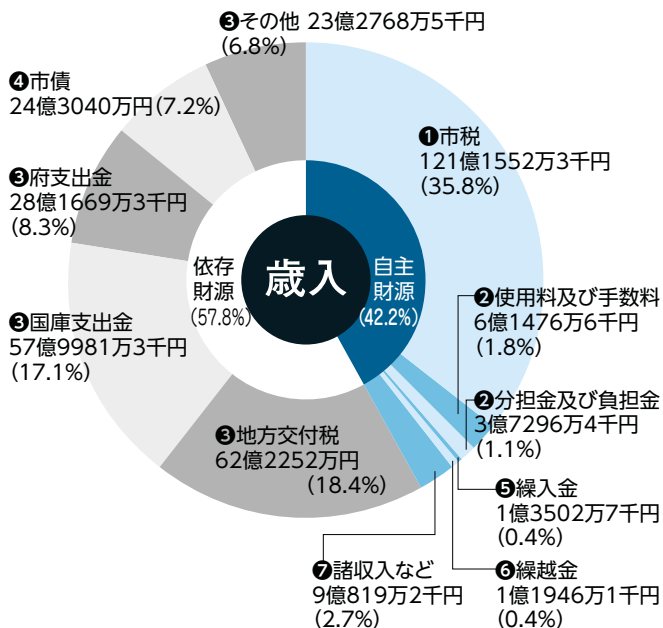 ❸その他 23億2768万5千円
(6.8%)
❹市債
24億3040万円(7.2%)
❸府支出金
28億1669万3千円
(8.3%)
❸国庫支出金
57億9981万3千円
(17.1%)
❸地方交付税
62億2252万円
(18.4%)
依存
財源
(57.8%)
歳入
自主
財源
(42.2%)
❶市税
121億1552万3千円
(35.8%)
❷使用料及び手数料
6億1476万6千円
(1.8%)
❷分担金及び負担金
3億7296万4千円
(1.1%)
❺繰入金
1億3502万7千円
(0.4%)
❻繰越金
1億1946万1千円
(0.4%)
❼諸収入など
9億819万2千円
(2.7%)